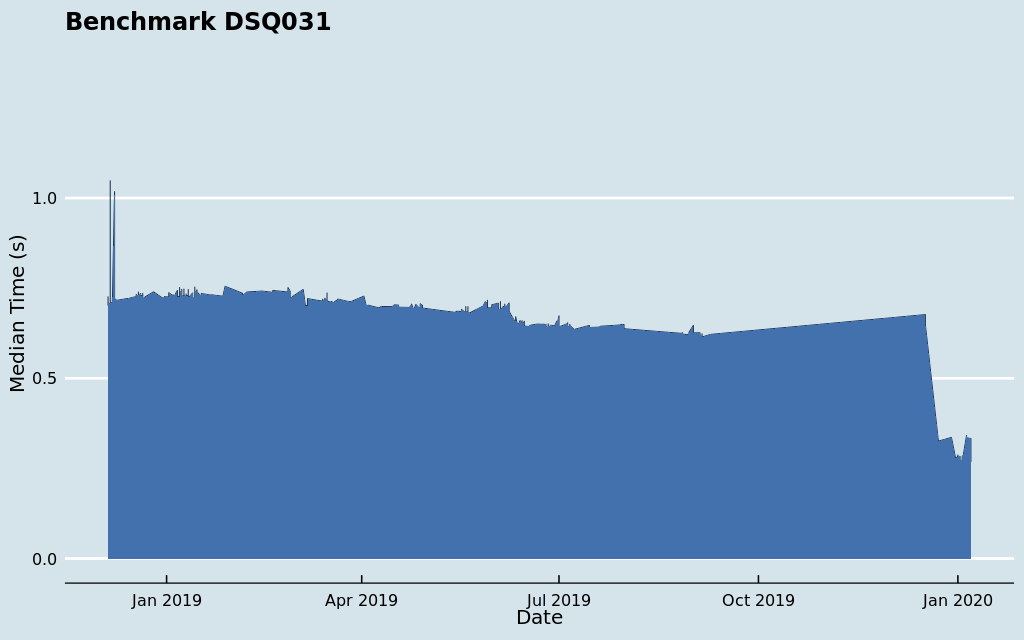 Benchmark DSQ031
Median Time (s)
1.0
0.5
0.0
Jan 2019
Apr 2019
Jul 2019
Oct 2019
Jan 2020
Date